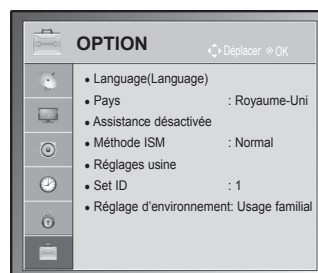 OPTION
Déplacer OK
• Language(Language)
• Pays : Royaume-Uni
• Assistance désactivée
• Méthode ISM : Normal
• Réglages usine
• Set ID : 1
• Réglage d'environnement: Usage familial